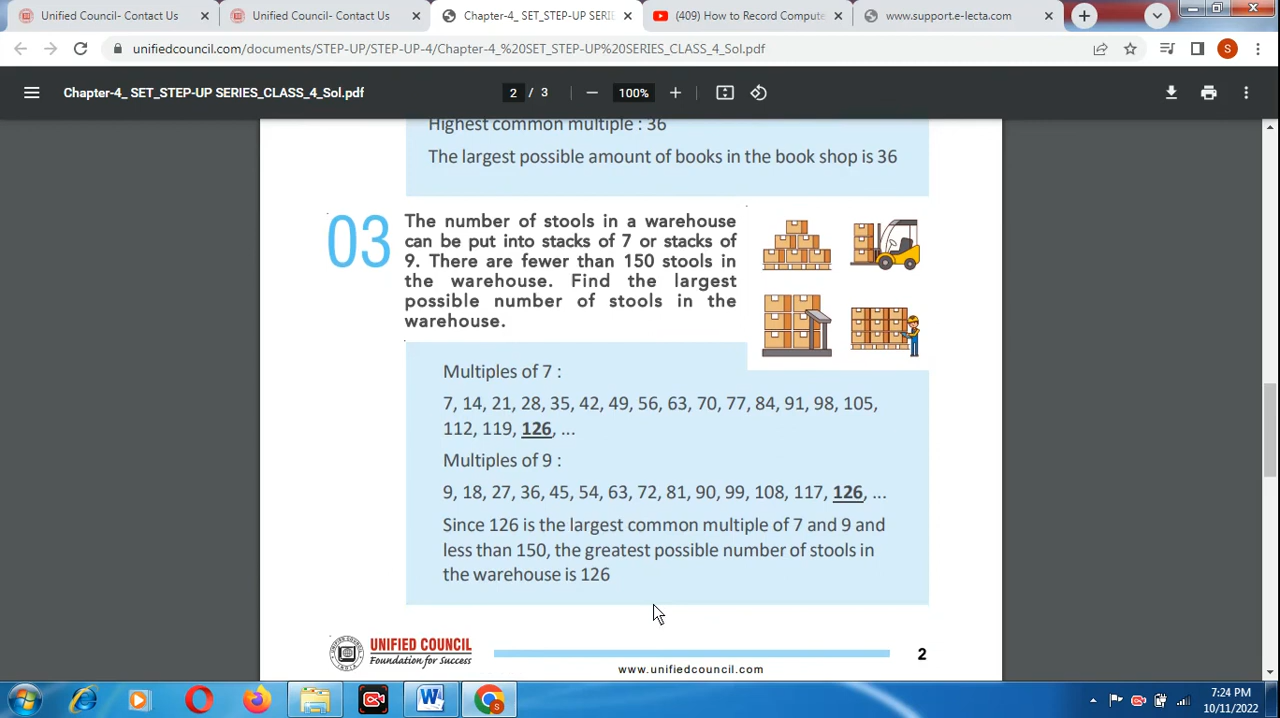 Unified Council- Contact Us
Unified Council- Contact Us
Chapter-4_ SET_STEP-UP SERI
(409) How to Record Compute
www.support.e-lecta.com
unifiedcouncil.com/documents/STEP-UP/STEP-UP-4/Chapter-4_%20SET_STEP-UP%20SERIES_CLASS_4_Sol.pdf
S
Chapter-4_ SET_STEP-UP SERIES_CLASS_4_Sol.pdf
2 / 3
100%
Highest common multiple : 36
The largest possible amount of books in the book shop is 36
03
The number of stools in a warehouse
can be put into stacks of 7 or stacks of
9. There are fewer than 150 stools in
the warehouse. Find the largest
possible number of stools in the
warehouse.
Multiples of 7 :
7, 14, 21, 28, 35, 42, 49, 56, 63, 70, 77, 84, 91, 98, 105,
112, 119, 126, ...
Multiples of 9 :
9, 18, 27, 36, 45, 54, 63, 72, 81, 90, 99, 108, 117, 126, ...
Since 126 is the largest common multiple of 7 and 9 and
less than 150, the greatest possible number of stools in
the warehouse is 126
UNIFIED COUNCIL
Foundation for Success
www.unifiedcouncil.com
2
7:24 PM
10/11/2022